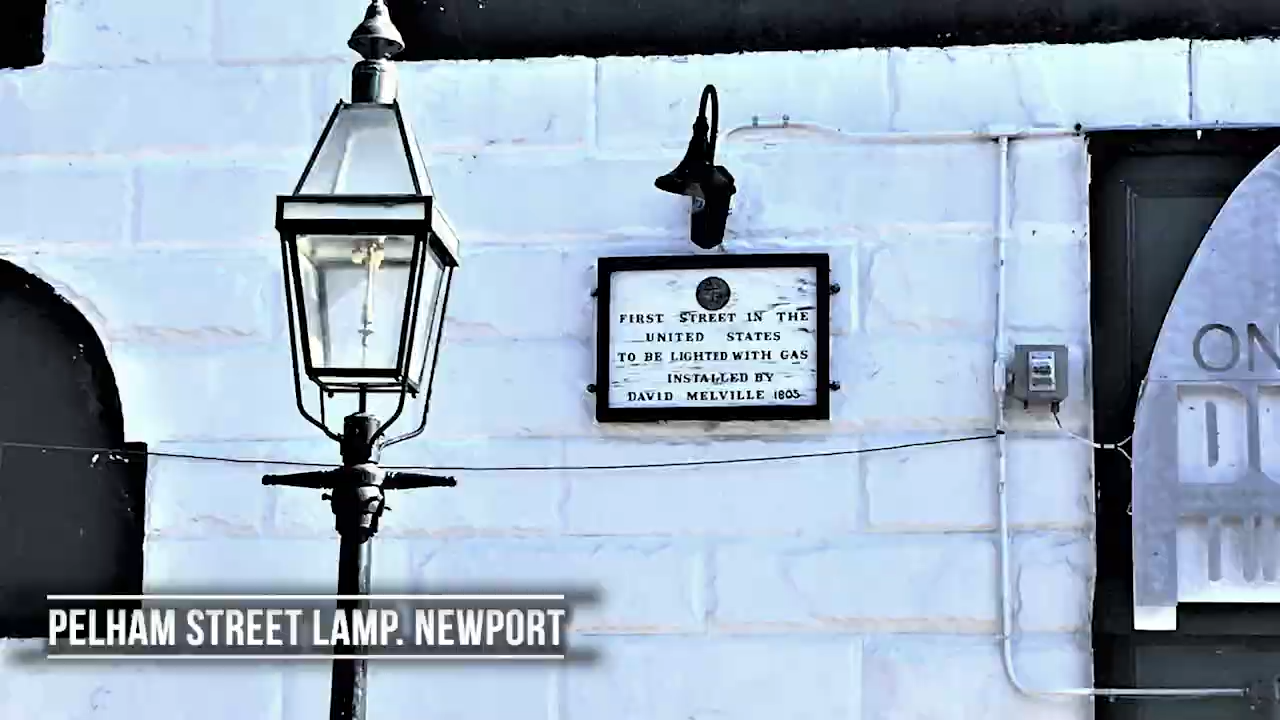 FIRST STREET IN THE
UNITED STATES
TO BE LIGHTED WITH GAS
INSTALLED BY
DAVID MELVILLE 1805
ON
PELHAM STREET LAMP. NEWPORT